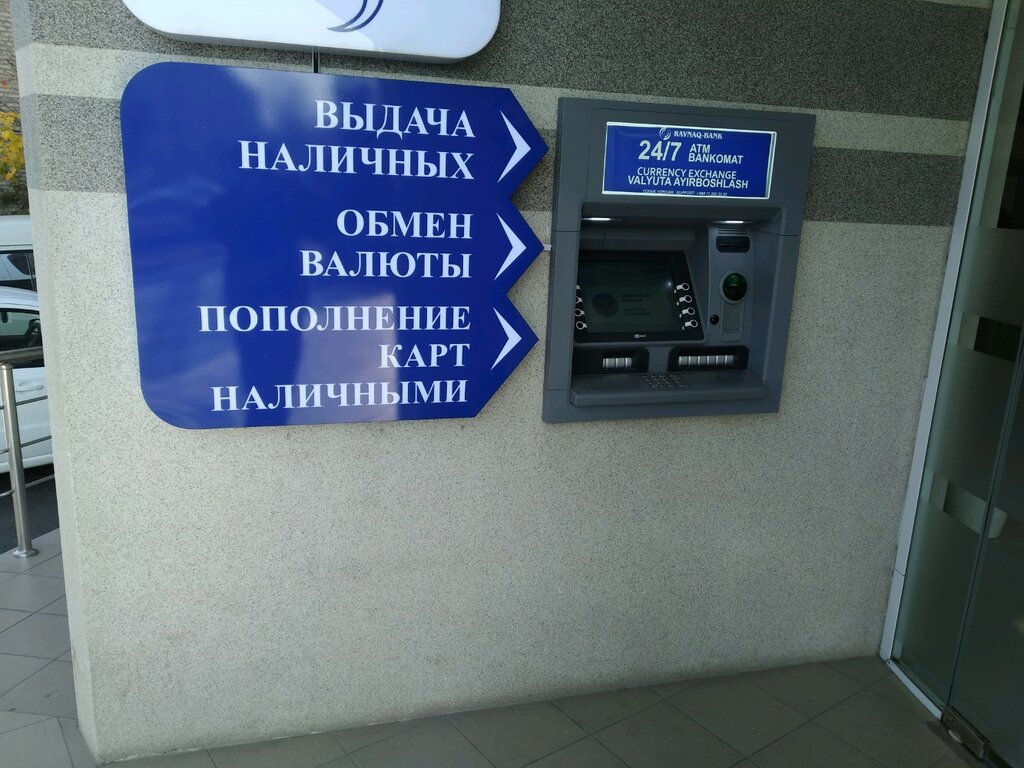 ВЫДАЧА
НАЛИЧНЫХ
ОБМЕН
ВАЛЮТЫ
ПОПОЛНЕНИЕ
КАРТ
НАЛИЧНЫМИ
RAVNAQ-BANK
24/7 ATM
BANKOMAT
CURRENCY EXCHANGE
VALYUTA AYIRBOSHLASH